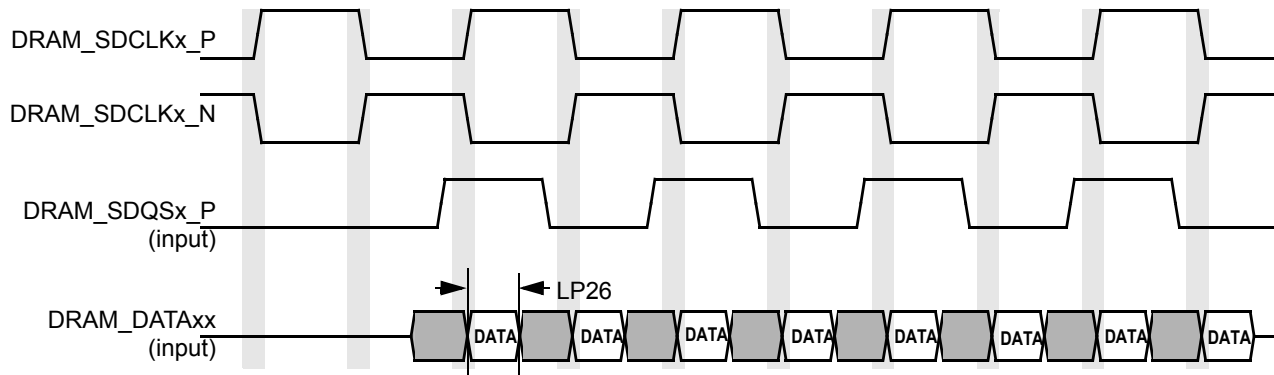 DRAM_SDCLKx_P
DRAM_SDCLKx_N
DRAM_SDQSx_P
(input)
LP26
DRAM_DATAxx
(input)
DATA DATA DATA DATA DATA DATA DATA DATA